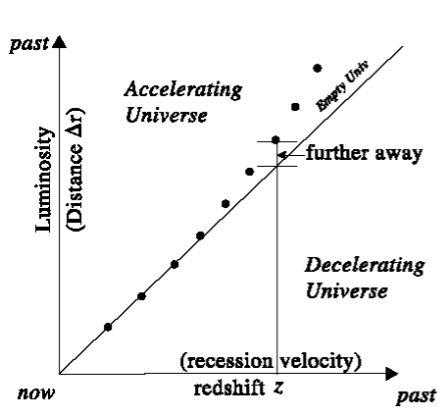 past
Accelerating
Universe
Empty Univ
Luminosity
(Distance Δr)
further away
Decelerating
Universe
(recession velocity)
now
redshift z
past